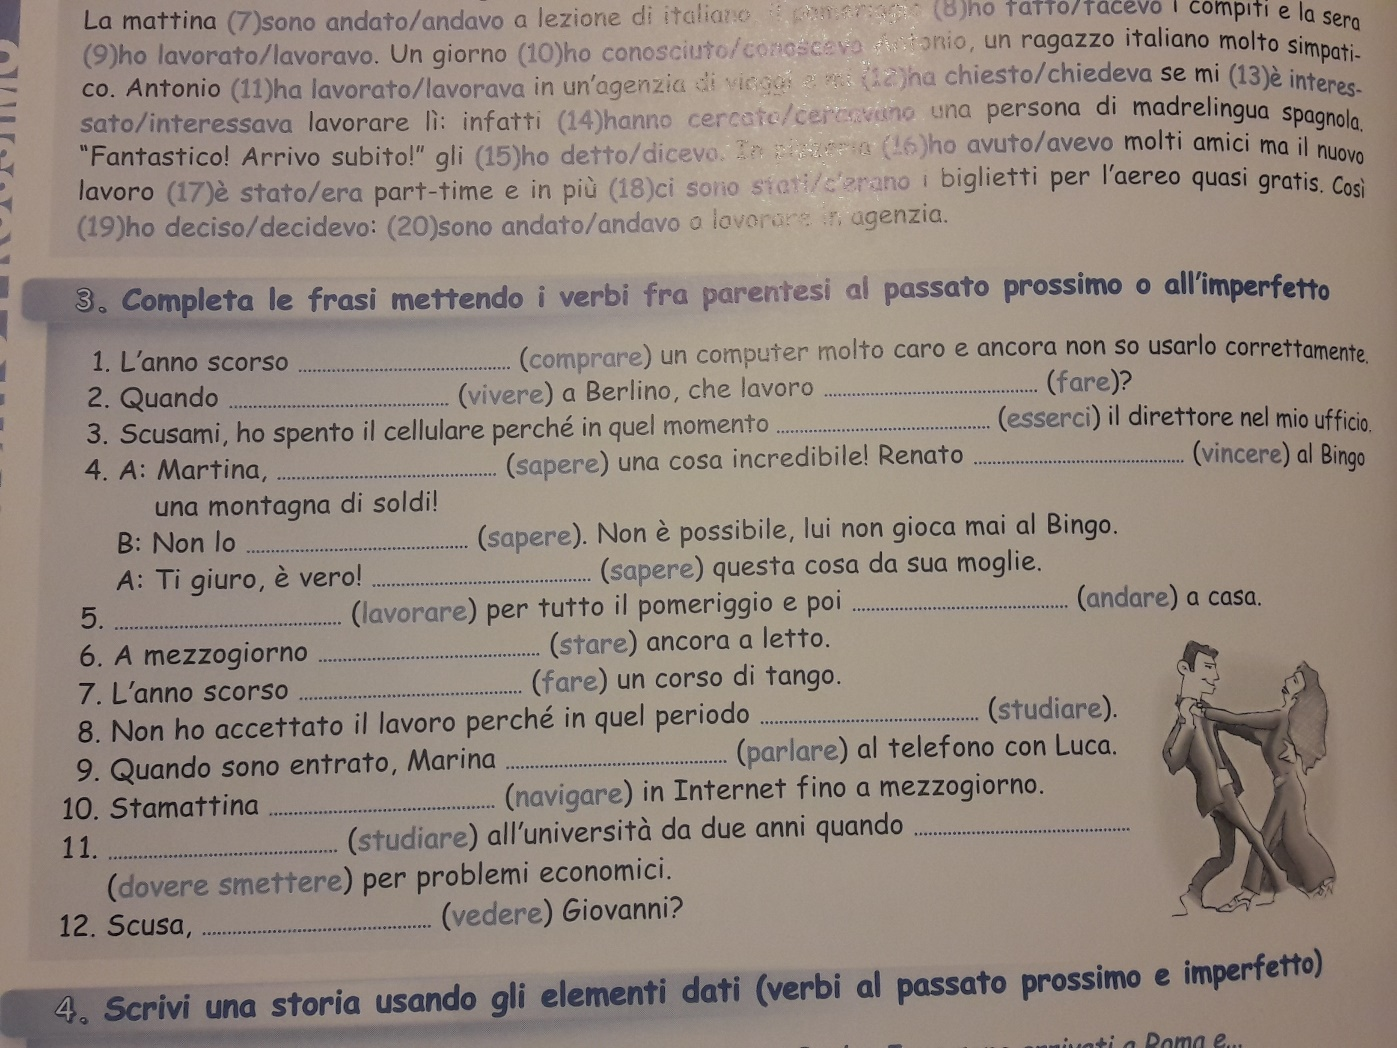 La mattina (7)sono andato/andavo a lezione di italiano, il pomeriggio (8)ho fatto/facevo i compiti e la sera
(9)ho lavorato/lavoravo. Un giorno (10)ho conosciuto/conoscevo Antonio, un ragazzo italiano molto simpati-
co. Antonio (11)ha lavorato/lavorava in un'agenzia di viaggi e mi (12)ha chiesto/chiedeva se mi (13)è interes-
sato/interessava lavorare lì: infatti (14)hanno cercato/cercavano una persona di madrelingua spagnola.
"Fantastico! Arrivo subito!" gli (15)ho detto/dicevo. In pizzeria (16)ho avuto/avevo molti amici ma il nuovo
lavoro (17)è stato/era part-time e in più (18)ci sono stati/c'erano i biglietti per l'aereo quasi gratis. Così
(19)ho deciso/decidevo: (20)sono andato/andavo a lavorare in agenzia.
3. Completa le frasi mettendo i verbi fra parentesi al passato prossimo o all'imperfetto
1. L'anno scorso ........ (comprare) un computer molto caro e ancora non so usarlo correttamente.
2. Quando ........ (vivere) a Berlino, che lavoro ........ (fare)?
3. Scusami, ho spento il cellulare perché in quel momento ........ (esserci) il direttore nel mio ufficio.
4. A: Martina, ........ (sapere) una cosa incredibile! Renato ........ (vincere) al Bingo
una montagna di soldi!
B: Non lo ........ (sapere). Non è possibile, lui non gioca mai al Bingo.
A: Ti giuro, è vero! ........ (sapere) questa cosa da sua moglie.
5. ........ (lavorare) per tutto il pomeriggio e poi ........ (andare) a casa.
6. A mezzogiorno ........ (stare) ancora a letto.
7. L'anno scorso ........ (fare) un corso di tango.
8. Non ho accettato il lavoro perché in quel periodo ........ (studiare).
9. Quando sono entrato, Marina ........ (parlare) al telefono con Luca.
10. Stamattina ........ (navigare) in Internet fino a mezzogiorno.
11. ........ (studiare) all'università da due anni quando ........
(dovere smettere) per problemi economici.
12. Scusa, ........ (vedere) Giovanni?
4. Scrivi una storia usando gli elementi dati (verbi al passato prossimo e imperfetto)
a Roma e...